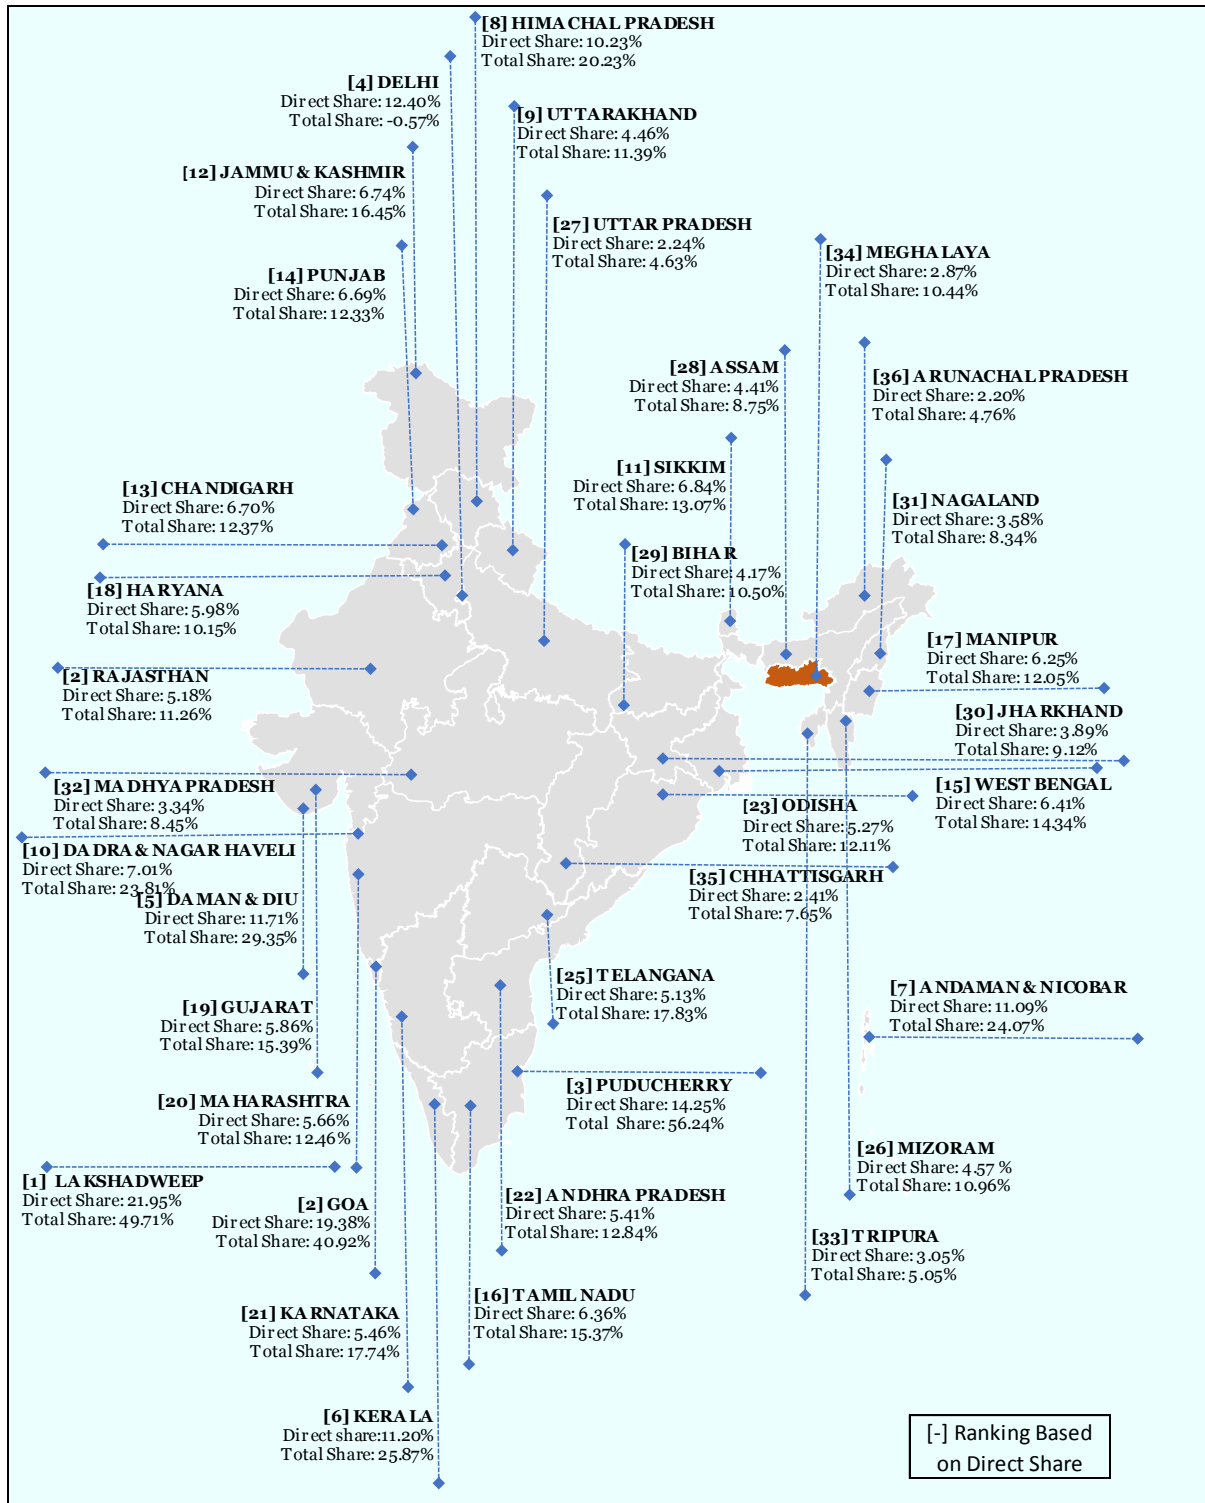 [8] HIMACHAL PRADESH
Direct Share: 10.23%
Total Share: 20.23%
[4] DELHI
Direct Share: 12.40%
Total Share: -0.57%
[9] UTTARAKHAND
Direct Share: 4.46%
Total Share: 11.39%
[12] JAMMU & KASHMIR
Direct Share: 6.74%
Total Share: 16.45%
[27] UTTAR PRADESH
Direct Share: 2.24%
Total Share: 4.63%
[34] MEGHALAYA
Direct Share: 2.87%
Total Share: 10.44%
[14] PUNJAB
Direct Share: 6.69%
Total Share: 12.33%
[28] ASSAM
Direct Share: 4.41%
Total Share: 8.75%
[36] ARUNACHAL PRADESH
Direct Share: 2.20%
Total Share: 4.76%
[11] SIKKIM
Direct Share: 6.84%
Total Share: 13.07%
[13] CHANDIGARH
Direct Share: 6.70%
Total Share: 12.37%
[31] NAGALAND
Direct Share: 3.58%
Total Share: 8.34%
[29] BIHAR
Direct Share: 4.17%
Total Share: 10.50%
[18] HARYANA
Direct Share: 5.98%
Total Share: 10.15%
[17] MANIPUR
Direct Share: 6.25%
Total Share: 12.05%
[2] RAJASTHAN
Direct Share: 5.18%
Total Share: 11.26%
[30] JHARKHAND
Direct Share: 3.89%
Total Share: 9.12%
[32] MADHYA PRADESH
Direct Share: 3.34%
Total Share: 8.45%
[15] WEST BENGAL
Direct Share: 6.41%
Total Share: 14.34%
[23] ODISHA
Direct Share: 5.27%
Total Share: 12.11%
[10] DADRA & NAGAR HAVELI
Direct Share: 7.01%
Total Share: 23.81%
[35] CHHATTISGARH
Direct Share: 2.41%
Total Share: 7.65%
[5] DAMAN & DIU
Direct Share: 11.71%
Total Share: 29.35%
[25] TELANGANA
Direct Share: 5.13%
Total Share: 17.83%
[7] ANDAMAN & NICOBAR
Direct Share: 11.09%
Total Share: 24.07%
[19] GUJARAT
Direct Share: 5.86%
Total Share: 15.39%
[3] PUDUCHERRY
Direct Share: 14.25%
Total Share: 56.24%
[20] MAHARASHTRA
Direct Share: 5.66%
Total Share: 12.46%
[26] MIZORAM
Direct Share: 4.57 %
Total Share: 10.96%
[1] LAKSHADWEEP
Direct Share: 21.95%
Total Share: 49.71%
[2] GOA
Direct Share: 19.38%
Total Share: 40.92%
[22] ANDHRA PRADESH
Direct Share: 5.41%
Total Share: 12.84%
[33] TRIPURA
Direct Share: 3.05%
Total Share: 5.05%
[21] KARNATAKA
Direct Share: 5.46%
Total Share: 17.74%
[16] TAMIL NADU
Direct Share: 6.36%
Total Share: 15.37%
[6] KERALA
Direct share:11.20%
Total Share: 25.87%
[-] Ranking Based
on Direct Share